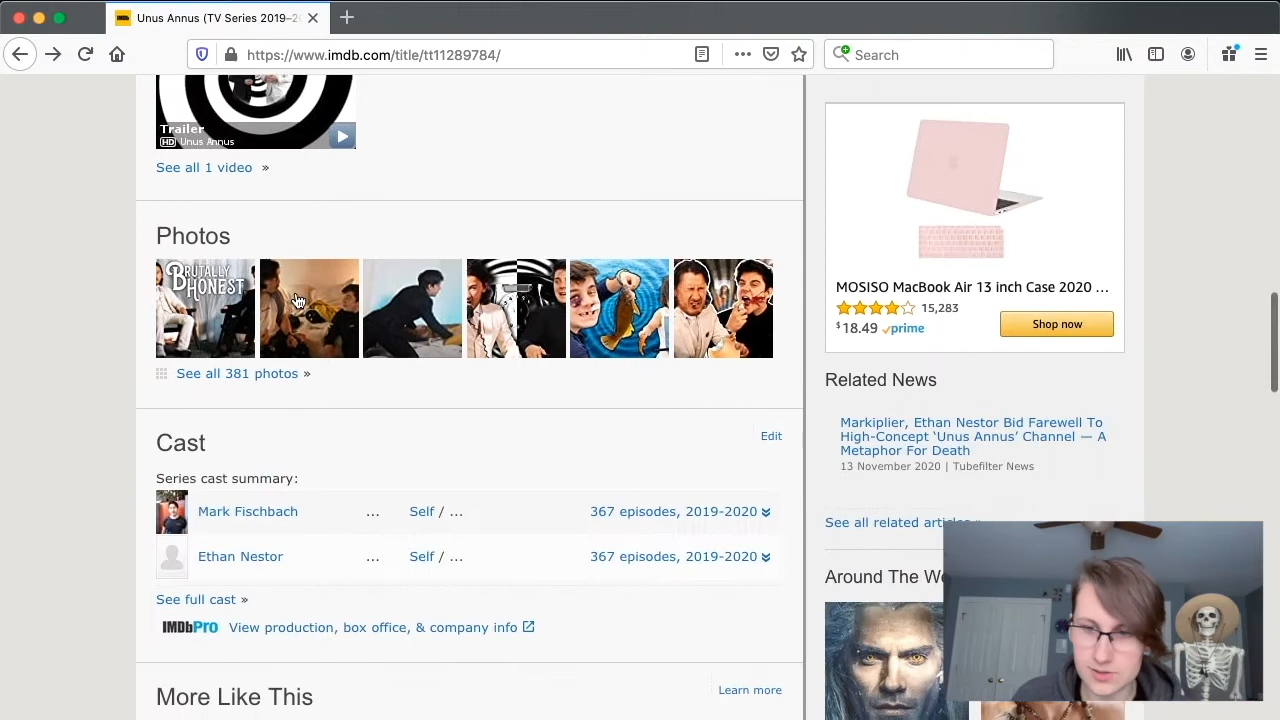 IMDb Unus Annus (TV Series 2019–20
https://www.imdb.com/title/tt11289784/
Search
Trailer
HD Unus Annus
See all 1 video »
Photos
BRUTALLY
HONEST
See all 381 photos »
Cast
Edit
Series cast summary:
Mark Fischbach ... Self / ... 367 episodes, 2019-2020
Ethan Nestor ... Self / ... 367 episodes, 2019-2020
See full cast »
IMDbPro View production, box office, & company info
More Like This
Learn more
MOSISO MacBook Air 13 inch Case 2020 ...
15,283
$18.49 prime
Shop now
Related News
Markiplier, Ethan Nestor Bid Farewell To
High-Concept ‘Unus Annus’ Channel — A
Metaphor For Death
13 November 2020 | Tubefilter News
See all related articles »
Around The We